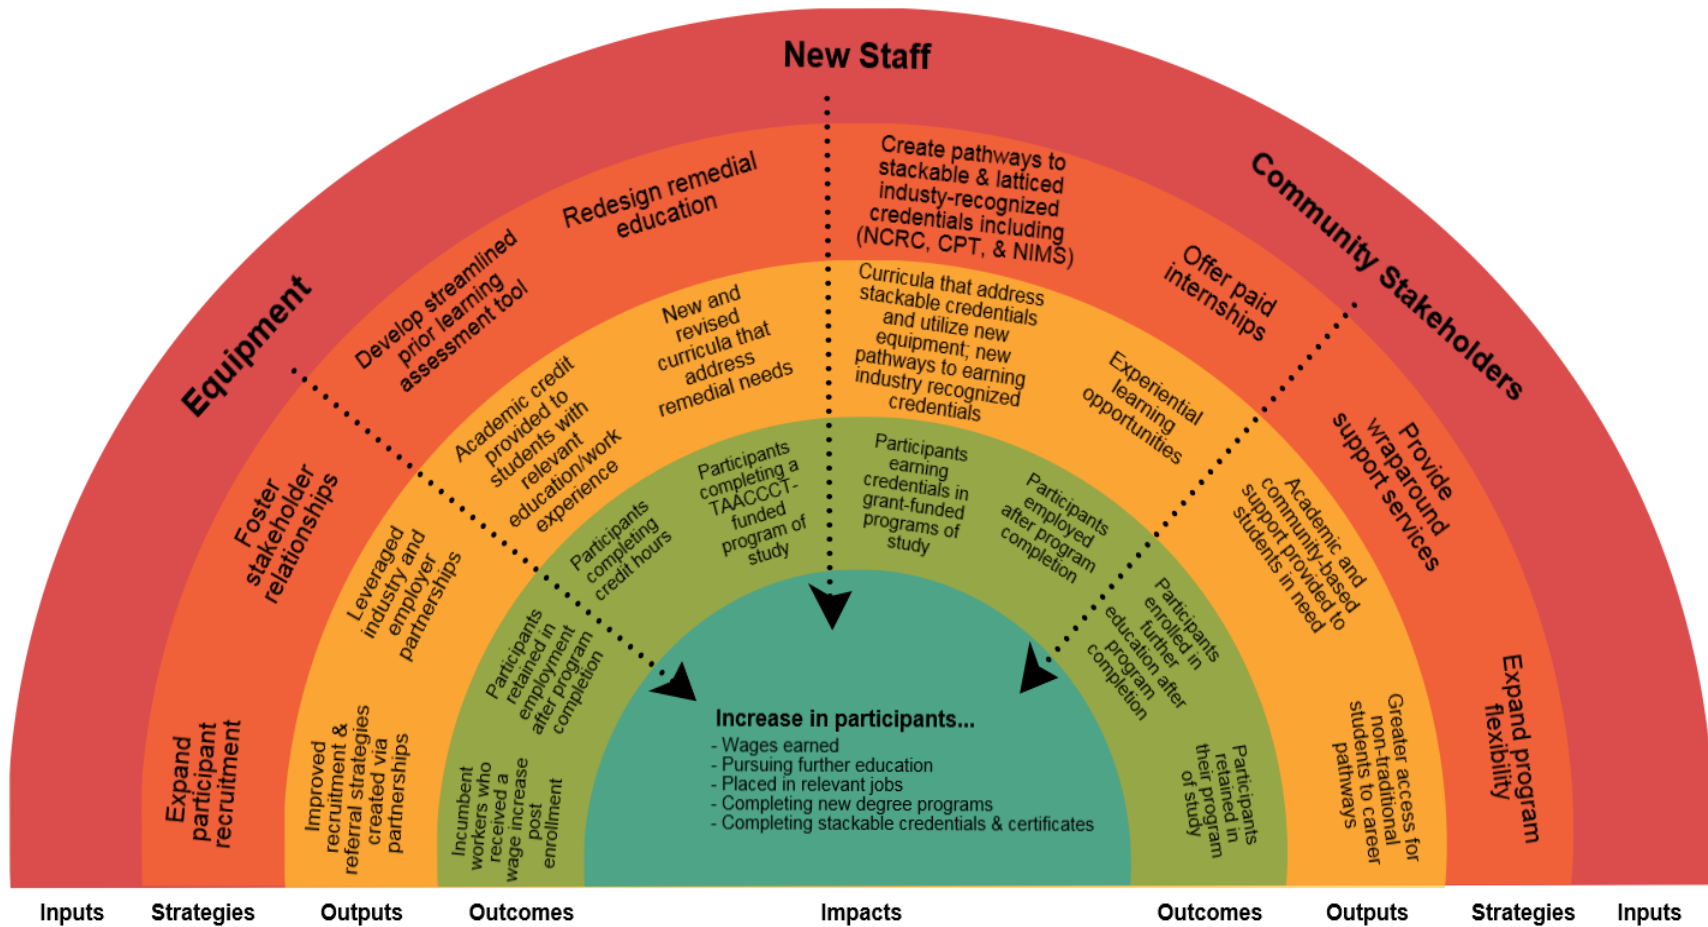 New Staff
Equipment
Community Stakeholders
Expand
participant
recruitment
Foster
stakeholder
relationships
Develop streamlined
prior learning
assessment tool
Redesign remedial
education
Create pathways to
stackable & latticed
industy-recognized
credentials including
(NCRC, CPT, & NIMS)
Offer paid
internships
Provide
wraparound
support services
Expand program
flexibility
Improved
recruitment &
referral strategies
created via
partnerships
Leveraged
industry and
employer
partnerships
Academic credit
provided to
students with
relevant
education/work
experience
New and
revised
curricula that
address
remedial needs
Curricula that address
stackable credentials
and utilize new
equipment; new
pathways to earning
industry recognized
credentials
Experiential
learning
opportunities
Academic and
community-based
support provided to
students in need
Greater access for
non-traditional
students to career
pathways
Incumbent
workers who
received a
wage increase
post
enrollment
Participants
retained in
employment
after program
completion
Participants
completing
credit hours
Participants
completing a
TAACCCT-
funded
program of
study
Participants
earning
credentials in
grant-funded
programs of
study
Participants
employed
after program
completion
Participants
enrolled in
further
education after
program
completion
Participants
retained in
their program
of study
Increase in participants...
- Wages earned
- Pursuing further education
- Placed in relevant jobs
- Completing new degree programs
- Completing stackable credentials & certificates
Inputs Strategies Outputs Outcomes Impacts Outcomes Outputs Strategies Inputs